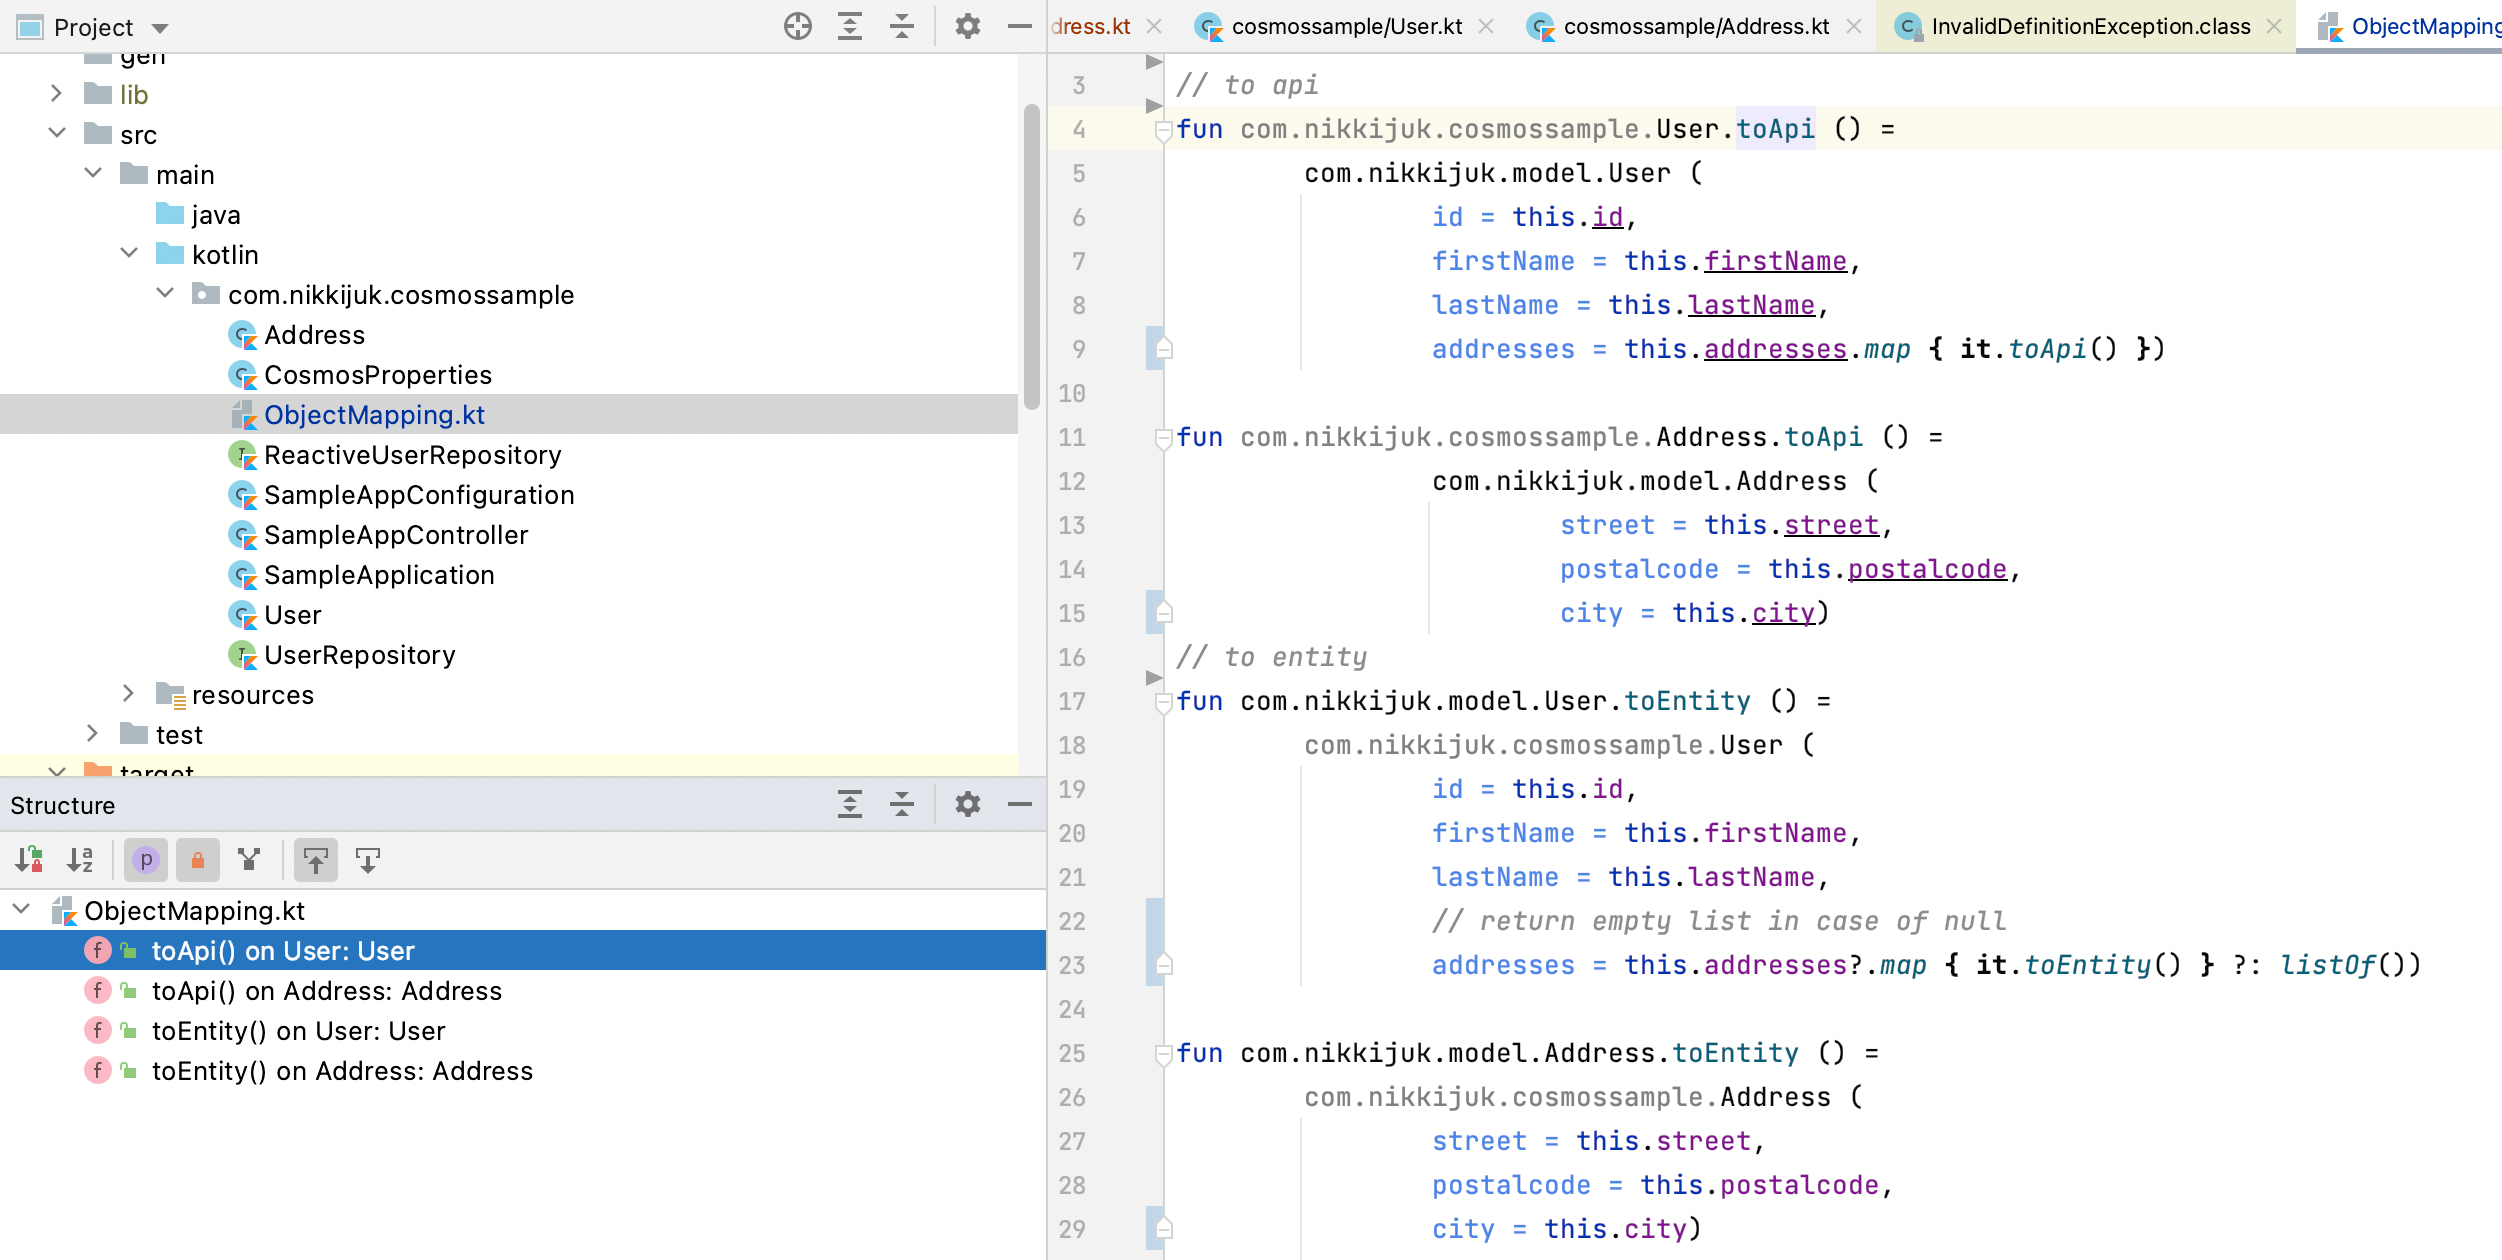 Project
dress.kt
cosmossample/User.kt
cosmossample/Address.kt
InvalidDefinitionException.class
ObjectMapping
gen
lib
src
main
java
kotlin
com.nikkijuk.cosmossample
Address
CosmosProperties
ObjectMapping.kt
ReactiveUserRepository
SampleAppConfiguration
SampleAppController
SampleApplication
User
UserRepository
resources
test
target
Structure
ObjectMapping.kt
toApi() on User: User
toApi() on Address: Address
toEntity() on User: User
toEntity() on Address: Address
3 // to api
4 fun com.nikkijuk.cosmossample.User.toApi () =
5 com.nikkijuk.model.User (
6 id = this.id,
7 firstName = this.firstName,
8 lastName = this.lastName,
9 addresses = this.addresses.map { it.toApi() })
10
11 fun com.nikkijuk.cosmossample.Address.toApi () =
12 com.nikkijuk.model.Address (
13 street = this.street,
14 postalcode = this.postalcode,
15 city = this.city)
16 // to entity
17 fun com.nikkijuk.model.User.toEntity () =
18 com.nikkijuk.cosmossample.User (
19 id = this.id,
20 firstName = this.firstName,
21 lastName = this.lastName,
22 // return empty list in case of null
23 addresses = this.addresses?.map { it.toEntity() } ?: listOf())
24
25 fun com.nikkijuk.model.Address.toEntity () =
26 com.nikkijuk.cosmossample.Address (
27 street = this.street,
28 postalcode = this.postalcode,
29 city = this.city)